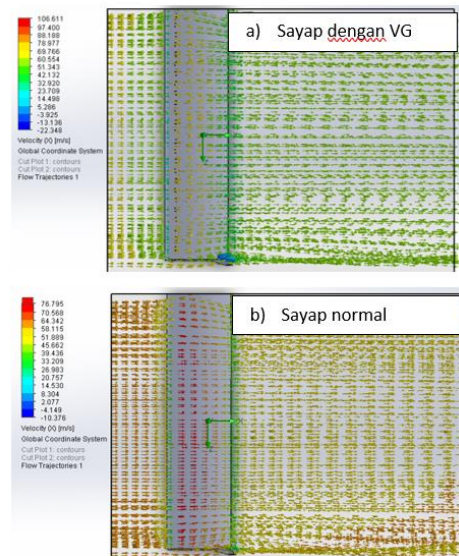 106.611
97.400
88.188
78.977
69.766
60.554
51.343
42.132
32.920
23.709
14.498
5.286
-3.925
-13.136
-22.348
Velocity (X) [m/s]
Global Coordinate System
Cut Plot 1: contours
Cut Plot 2: contours
Flow Trajectories 1
a) Sayap dengan VG
76.795
70.568
64.342
58.115
51.889
45.662
39.436
33.209
26.983
20.757
14.530
8.304
2.077
-4.149
-10.376
Velocity (X) [m/s]
Global Coordinate System
Cut Plot 1: contours
Cut Plot 2: contours
Flow Trajectories 1
b) Sayap normal